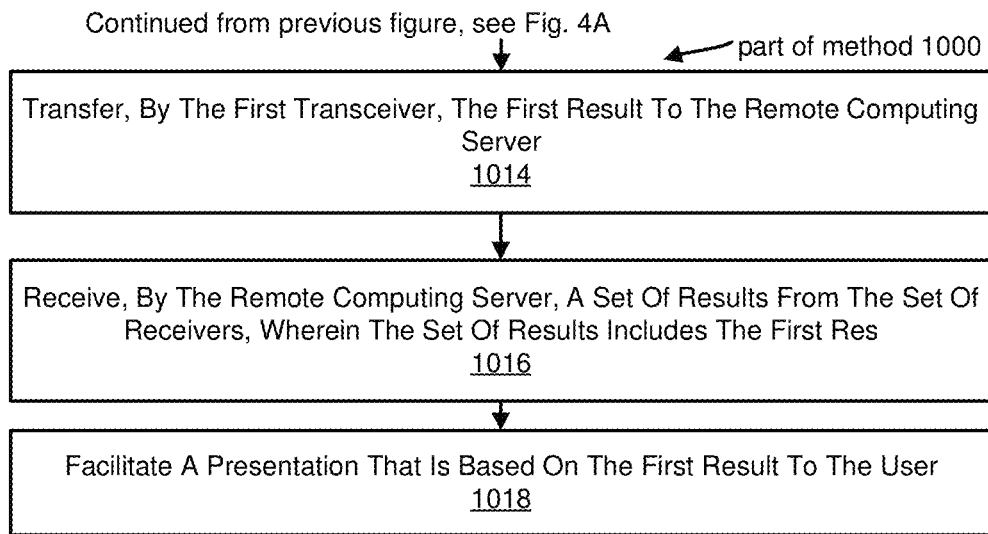 Continued from previous figure, see Fig. 4A
part of method 1000
Transfer, By The First Transceiver, The First Result To The Remote Computing
Server
1014
Receive, By The Remote Computing Server, A Set Of Results From The Set Of
Receivers, Wherein The Set Of Results Includes The First Res
1016
Facilitate A Presentation That Is Based On The First Result To The User
1018